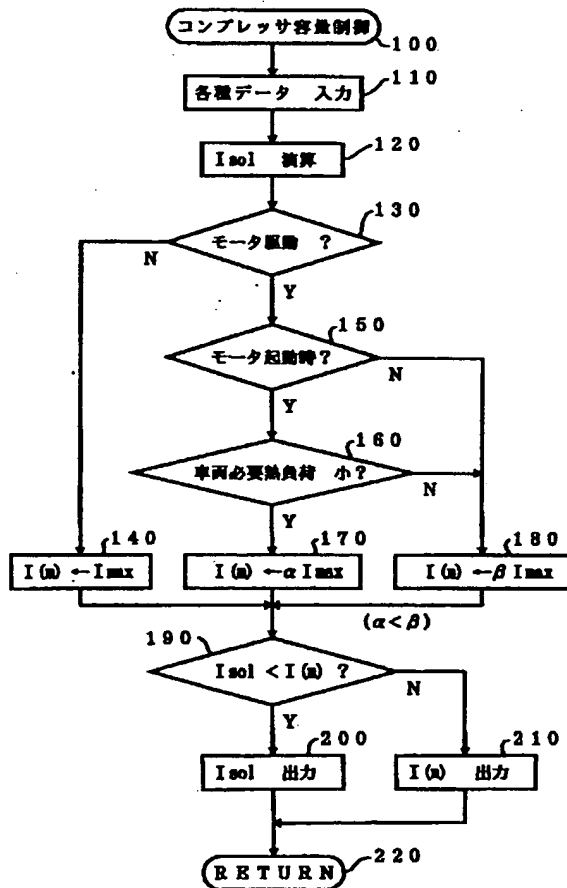 コンプレッサ容量制御
100
各種データ 入力
110
Isol 演算
120
モータ駆動 ?
130
N
Y
モータ起動時?
150
N
Y
車両必要熱負荷 小?
160
N
Y
I(m)←Imax
140
I(m)←αImax
170
I(m)←βImax
180
(α<β)
190
Isol<I(m)?
N
Y
Isol 出力
200
I(m) 出力
210
RETURN
220